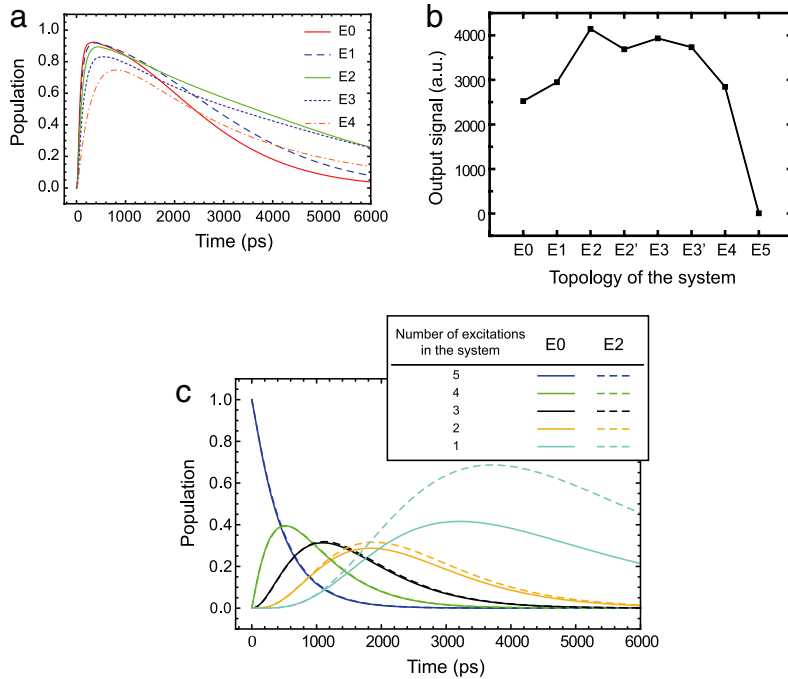 a
1.0
0.8
0.6
0.4
0.2
0.0
Population
E0
E1
E2
E3
E4
0 1000 2000 3000 4000 5000 6000
Time (ps)
b
4000
3000
2000
1000
0
Output signal (a.u.)
E0 E1 E2 E2' E3 E3' E4 E5
Topology of the system
c
Number of excitations
in the system
E0 E2
5
4
3
2
1
1.0
0.8
0.6
0.4
0.2
0.0
Population
0 1000 2000 3000 4000 5000 6000
Time (ps)